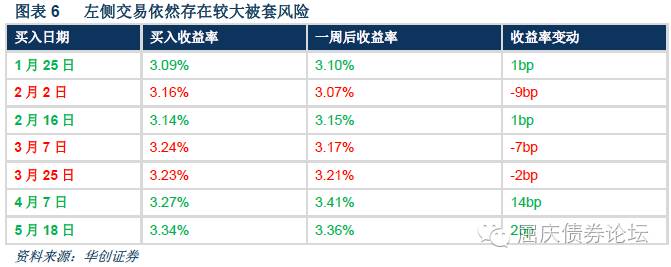 图表 6 左侧交易依然存在较大被套风险
买入日期 买入收益率 一周后收益率 收益率变动
1 月 25 日 3.09% 3.10% 1bp
2 月 2 日 3.16% 3.07% -9bp
2 月 16 日 3.14% 3.15% 1bp
3 月 7 日 3.24% 3.17% -7bp
3 月 25 日 3.23% 3.21% -2bp
4 月 7 日 3.27% 3.41% 14bp
5 月 18 日 3.34% 3.36%
屈庆债券论坛
资料来源：华创证券